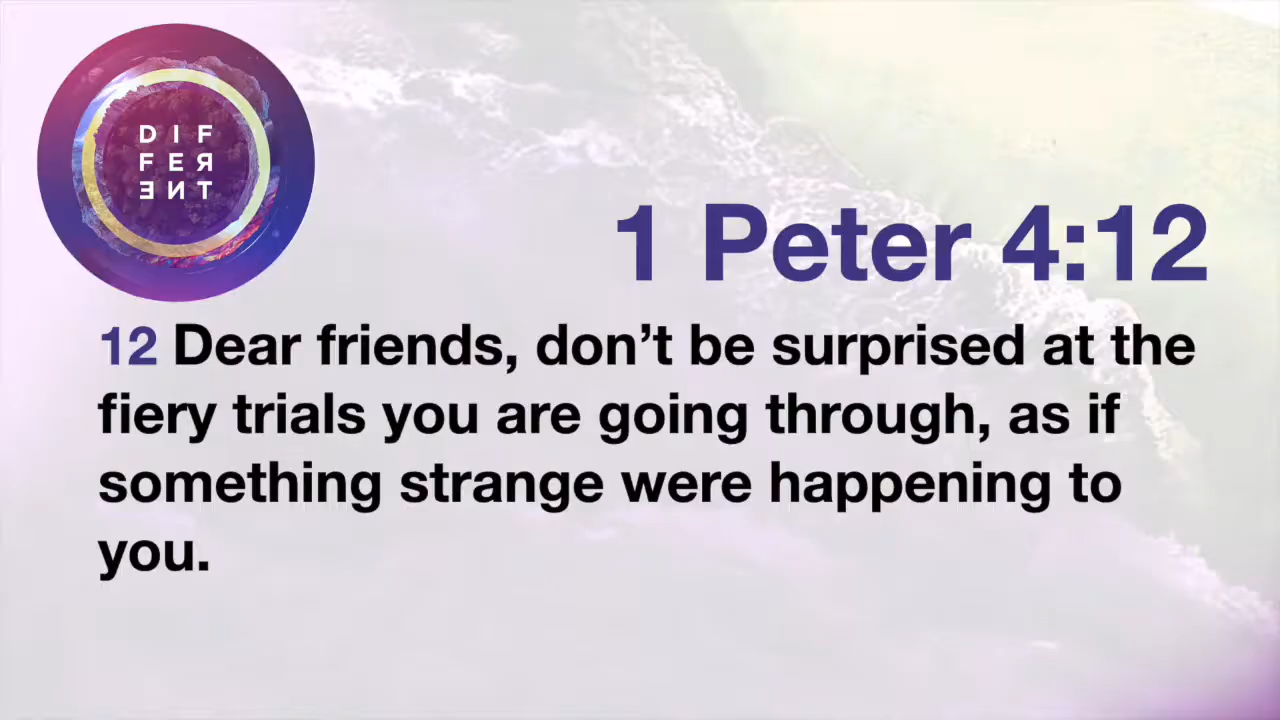 DIF
FER
ENT
1 Peter 4:12
12 Dear friends, don’t be surprised at the
fiery trials you are going through, as if
something strange were happening to
you.